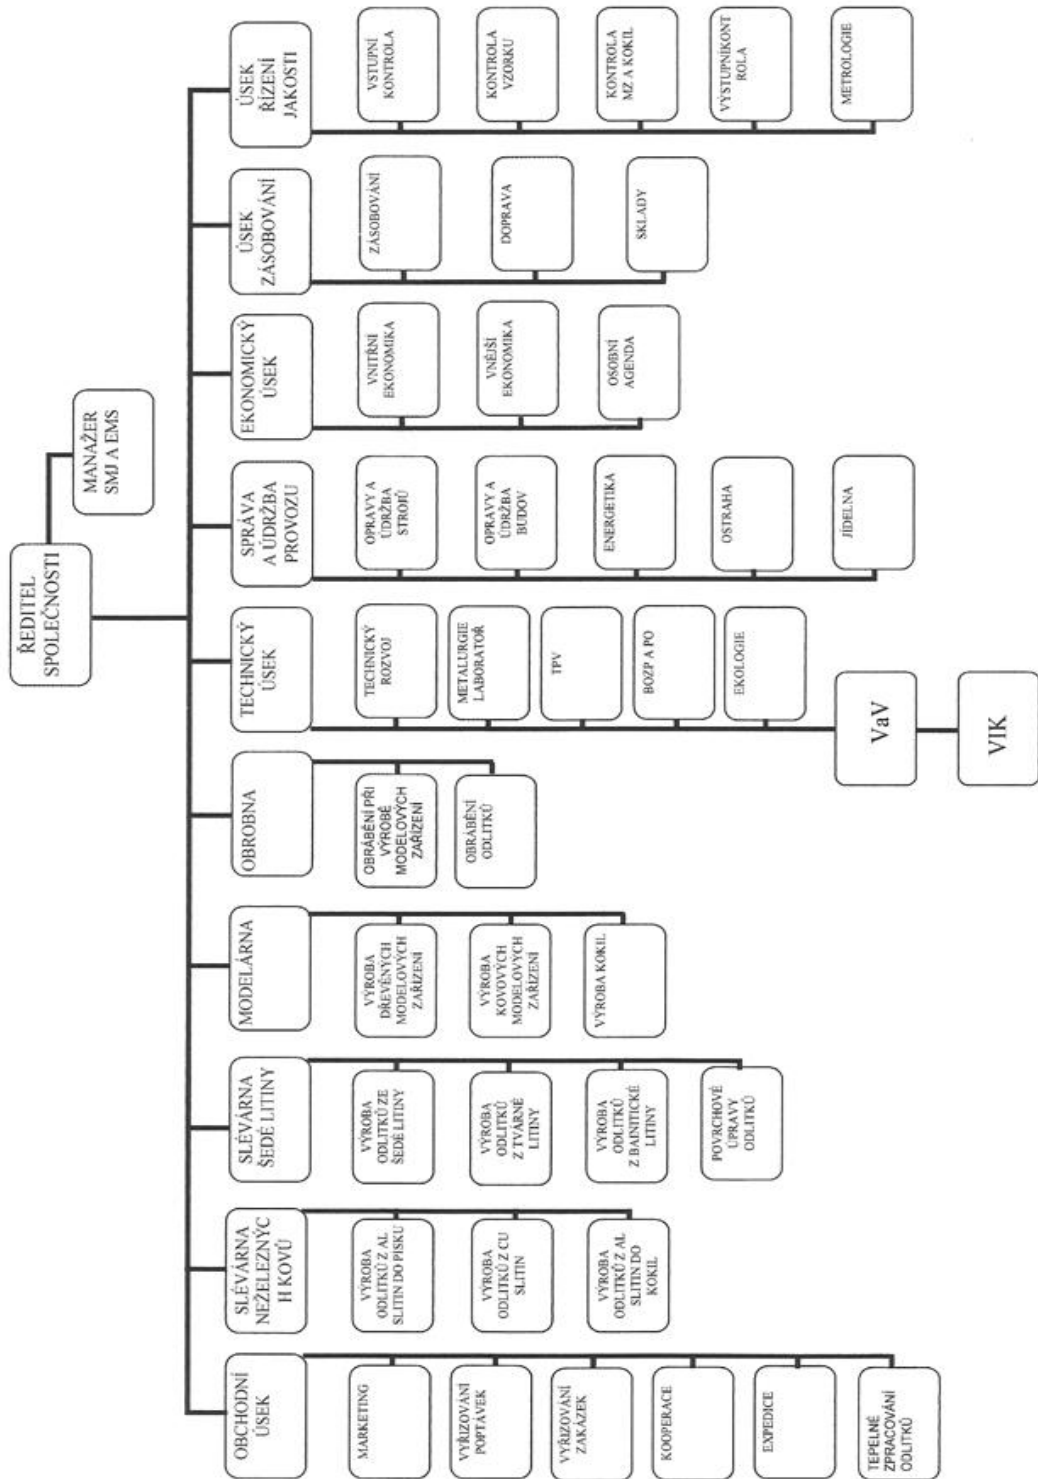 ŘEDITEL
SPOLEČNOSTI
MANAŽER
SMJ A EMS
OBCHODNÍ
ÚSEK
MARKETING
VYŘIZOVÁNÍ
POPTÁVEK
VYŘIZOVÁNÍ
ZAKÁZEK
KOOPERACE
EXPEDICE
TEPELNÉ
ZPRACOVÁNÍ
ODLITKŮ
SLÉVÁRNA
NEŽELEZNÝC
H KOVŮ
VÝROBA
ODLITKŮ Z AL
SLITIN DO PÍSKU
VÝROBA
ODLITKŮ Z CU
SLITIN
VÝROBA
ODLITKŮ Z AL
SLITIN DO
KOKIL
SLÉVÁRNA
ŠEDÉ LITINY
VÝROBA
ODLITKŮ ZE
ŠEDÉ LITINY
VÝROBA
ODLITKŮ
Z TVÁRNÉ
LITINY
VÝROBA
ODLITKŮ
Z BAINITICKÉ
LITINY
POVRCHOVÉ
ÚPRAVY
ODLITKŮ
MODELÁRNA
VÝROBA
DŘEVĚNÝCH
MODELOVÝCH
ZAŘÍZENÍ
VÝROBA
KOVOVÝCH
MODELOVÝCH
ZAŘÍZENÍ
VÝROBA KOKIL
OBROBNA
OBRÁBĚNÍ PŘI
VÝROBĚ
MODELOVÝCH
ZAŘÍZENÍ
OBRÁBĚNÍ
ODLITKŮ
TECHNICKÝ
ÚSEK
TECHNICKÝ
ROZVOJ
METALURGIE
LABORATOŘ
TPV
BOZP A PO
EKOLOGIE
VaV
VIK
SPRÁVA
A ÚDRŽBA
PROVOZU
OPRAVY A
ÚDRŽBA
STROJŮ
OPRAVY A
ÚDRŽBA
BUDOV
ENERGETIKA
OSTRAHA
JÍDELNA
EKONOMICKÝ
ÚSEK
VNITŘNÍ
EKONOMIKA
VNĚJŠÍ
EKONOMIKA
OSOBNÍ
AGENDA
ÚSEK
ZÁSOBOVÁNÍ
ZÁSOBOVÁNÍ
DOPRAVA
SKLADY
ÚSEK
ŘÍZENÍ
JAKOSTI
VSTUPNÍ
KONTROLA
KONTROLA
VZORKU
KONTROLA
MZ A KOKIL
VÝSTUPNÍKONT
ROLA
METROLOGIE